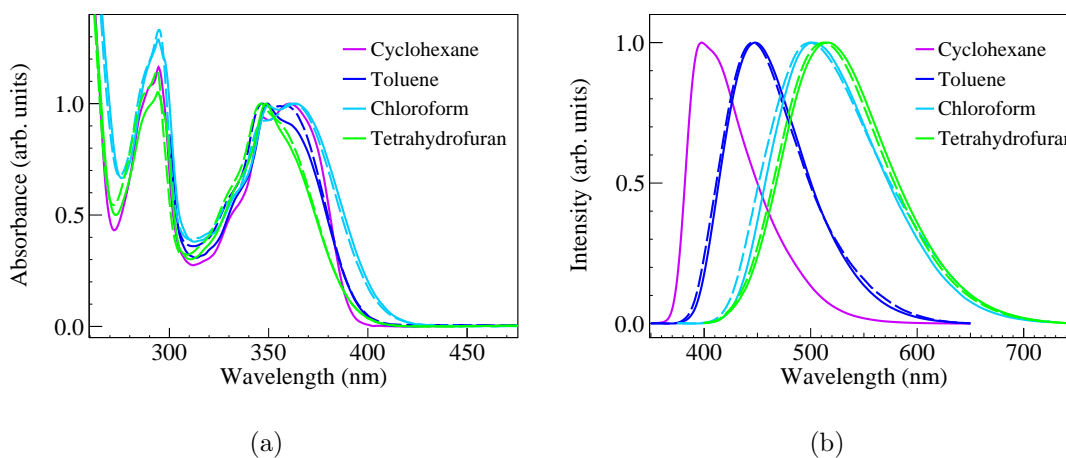 Absorbance (arb. units)
1.0
0.5
0.0
300
350
400
450
Wavelength (nm)
Cyclohexane
Toluene
Chloroform
Tetrahydrofuran
(a)
Intensity (arb. units)
1.0
0.5
0.0
400
500
600
700
Wavelength (nm)
Cyclohexane
Toluene
Chloroform
Tetrahydrofuran
(b)